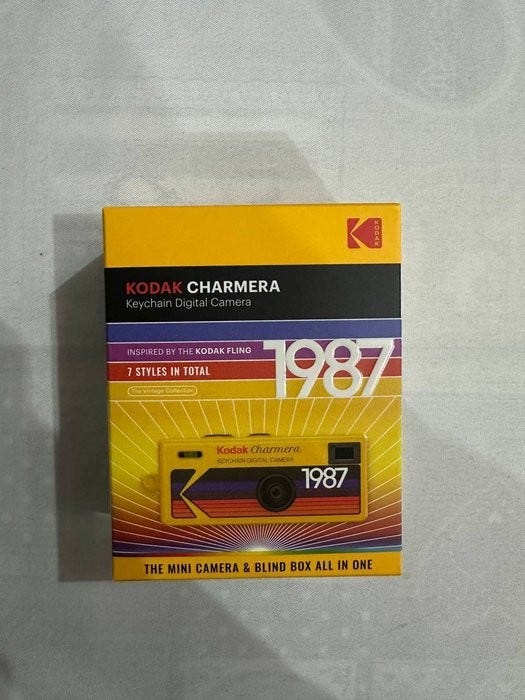 KODAK
KODAK CHARMERA
Keychain Digital Camera
INSPIRED BY THE KODAK FLING
1987
7 STYLES IN TOTAL
The Vintage Collection
Kodak Charmera
KEYCHAIN DIGITAL CAMERA
1987
THE MINI CAMERA & BLIND BOX ALL IN ONE